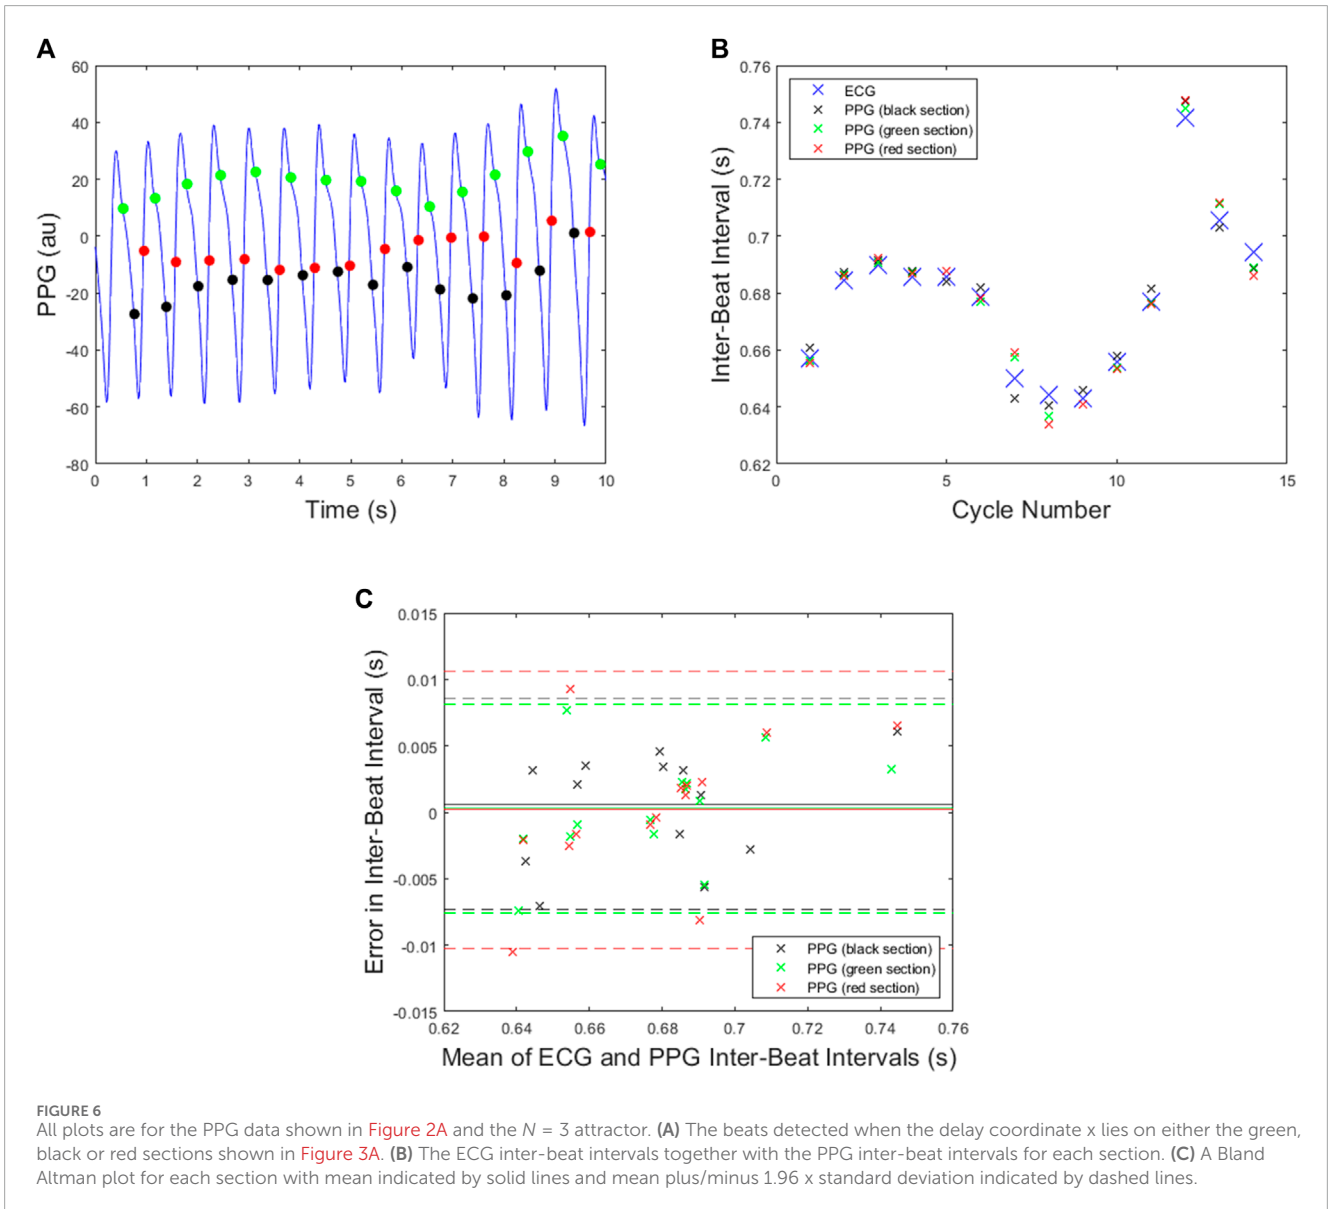 A
60
40
20
0
-20
-40
-60
-80
PPG (au)
0 1 2 3 4 5 6 7 8 9 10
Time (s)
B
0.76
0.74
0.72
0.7
0.68
0.66
0.64
0.62
Inter-Beat Interval (s)
ECG
PPG (black section)
PPG (green section)
PPG (red section)
0 5 10 15
Cycle Number
C
0.015
0.01
0.005
0
-0.005
-0.01
-0.015
Error in Inter-Beat Interval (s)
PPG (black section)
PPG (green section)
PPG (red section)
0.62 0.64 0.66 0.68 0.7 0.72 0.74 0.76
Mean of ECG and PPG Inter-Beat Intervals (s)
FIGURE 6
All plots are for the PPG data shown in Figure 2A and the N = 3 attractor. (A) The beats detected when the delay coordinate x lies on either the green,
black or red sections shown in Figure 3A. (B) The ECG inter-beat intervals together with the PPG inter-beat intervals for each section. (C) A Bland
Altman plot for each section with mean indicated by solid lines and mean plus/minus 1.96 x standard deviation indicated by dashed lines.